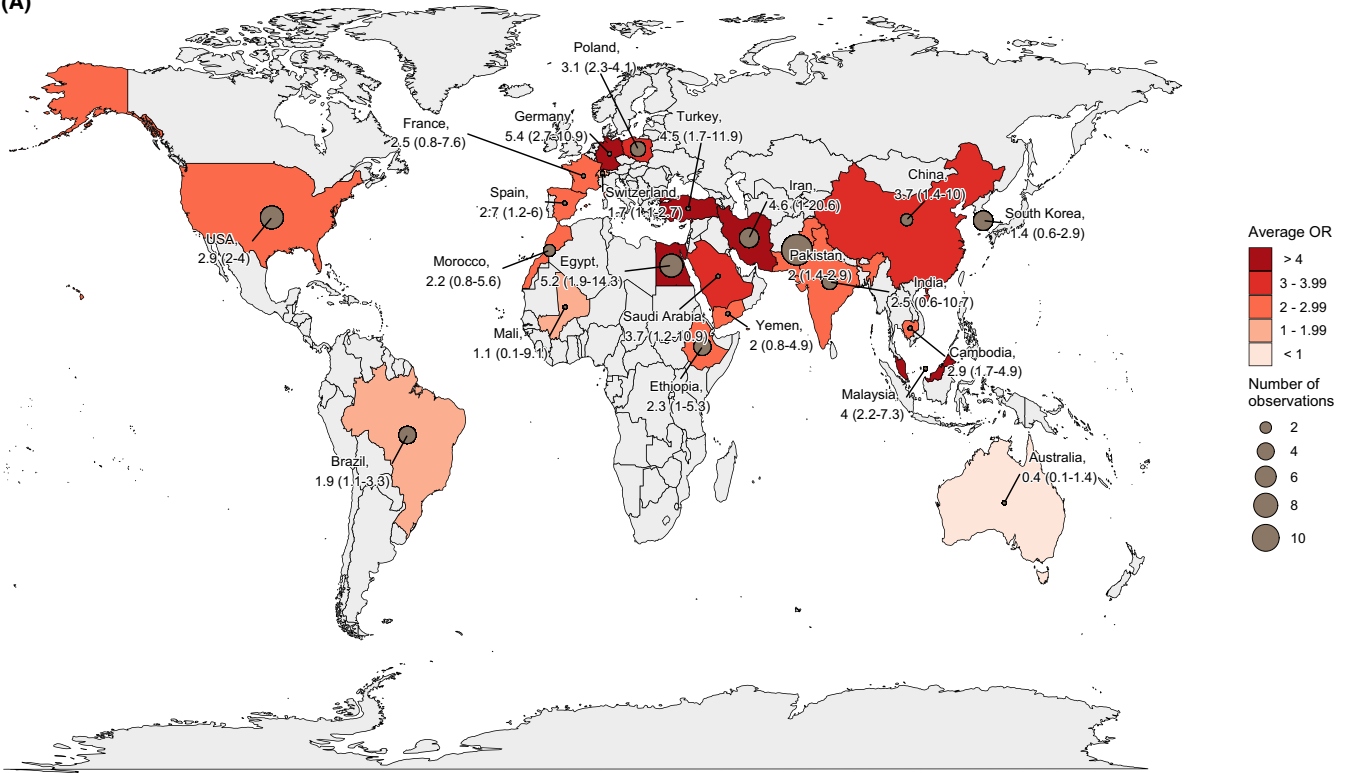 (A)
Poland,
3.1 (2.3-4.1)
France,
2.5 (0.8-7.6)
Germany,
5.4 (2.7-10.9)
Turkey,
4.5 (1.7-11.9)
Spain,
2.7 (1.2-6)
Switzerland,
1.7 (1.1-2.7)
Iran,
4.6 (1-20.6)
China,
3.7 (1.4-10)
South Korea,
1.4 (0.6-2.9)
USA,
2.9 (2-4)
Morocco,
2.2 (0.8-5.6)
Egypt,
5.2 (1.9-14.3)
Pakistan,
2 (1.4-2.9)
India,
2.5 (0.6-10.7)
Mali,
1.1 (0.1-9.1)
Saudi Arabia,
3.7 (1.2-10.9)
Yemen,
2 (0.8-4.9)
Cambodia,
2.9 (1.7-4.9)
Ethiopia,
2.3 (1-5.3)
Malaysia,
4 (2.2-7.3)
Brazil,
1.9 (1.1-3.3)
Australia,
0.4 (0.1-1.4)
Average OR
> 4
3 - 3.99
2 - 2.99
1 - 1.99
< 1
Number of
observations
2
4
6
8
10